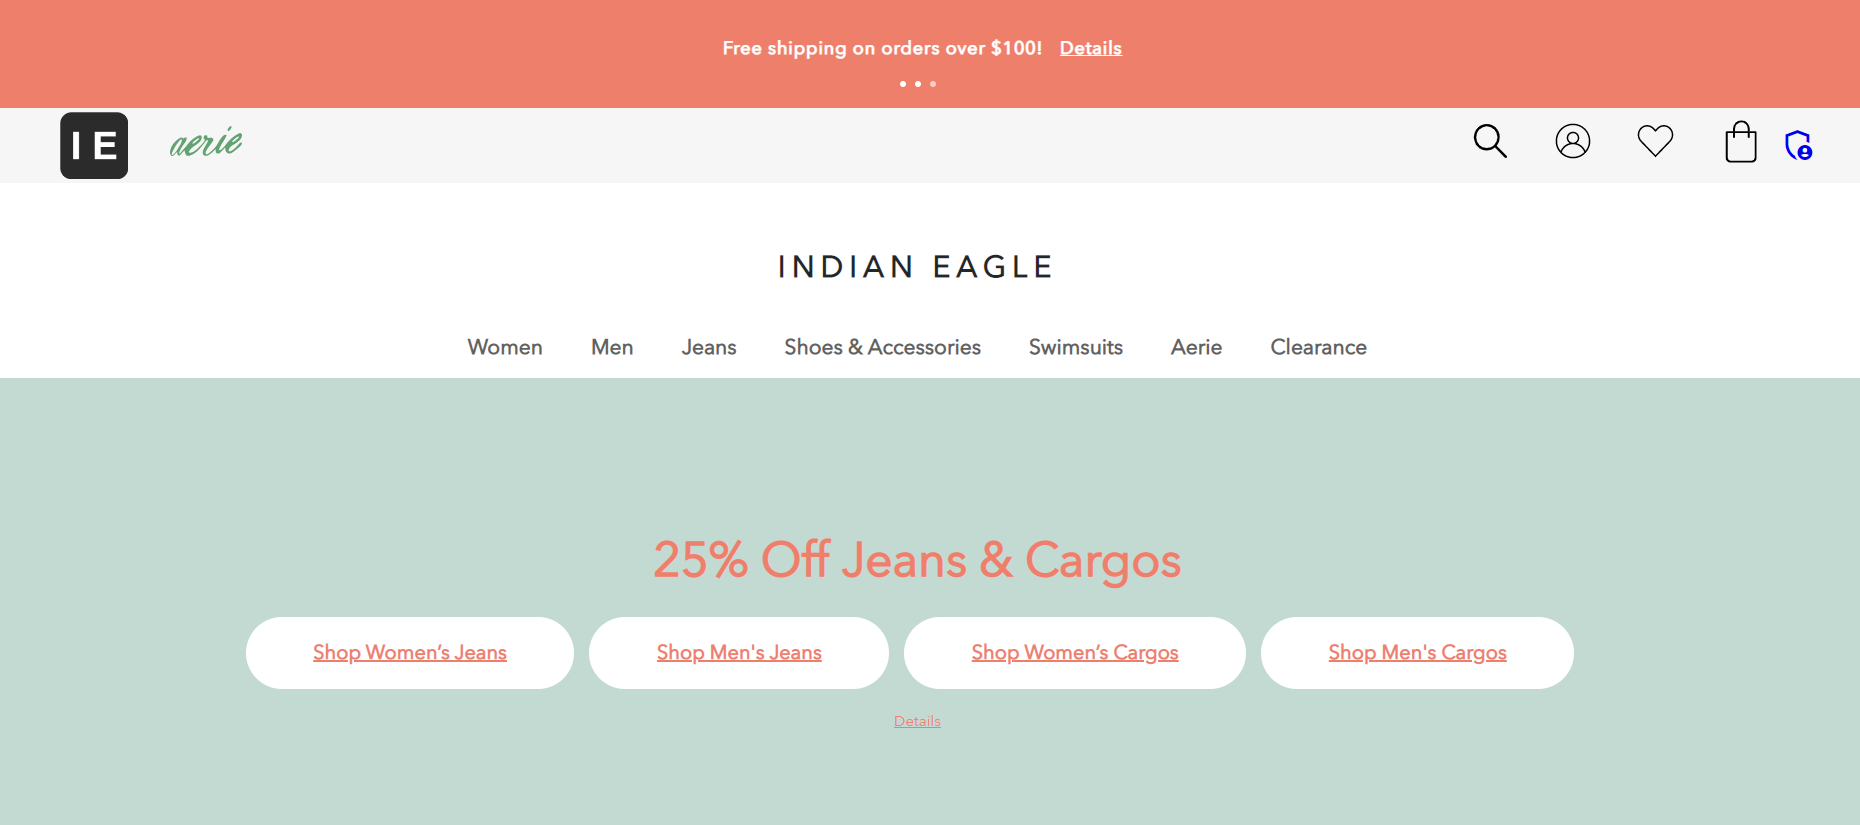 Free shipping on orders over $100! Details
IE aerie
INDIAN EAGLE
Women Men Jeans Shoes & Accessories Swimsuits Aerie Clearance
25% Off Jeans & Cargos
Shop Women’s Jeans Shop Men's Jeans Shop Women’s Cargos Shop Men's Cargos
Details